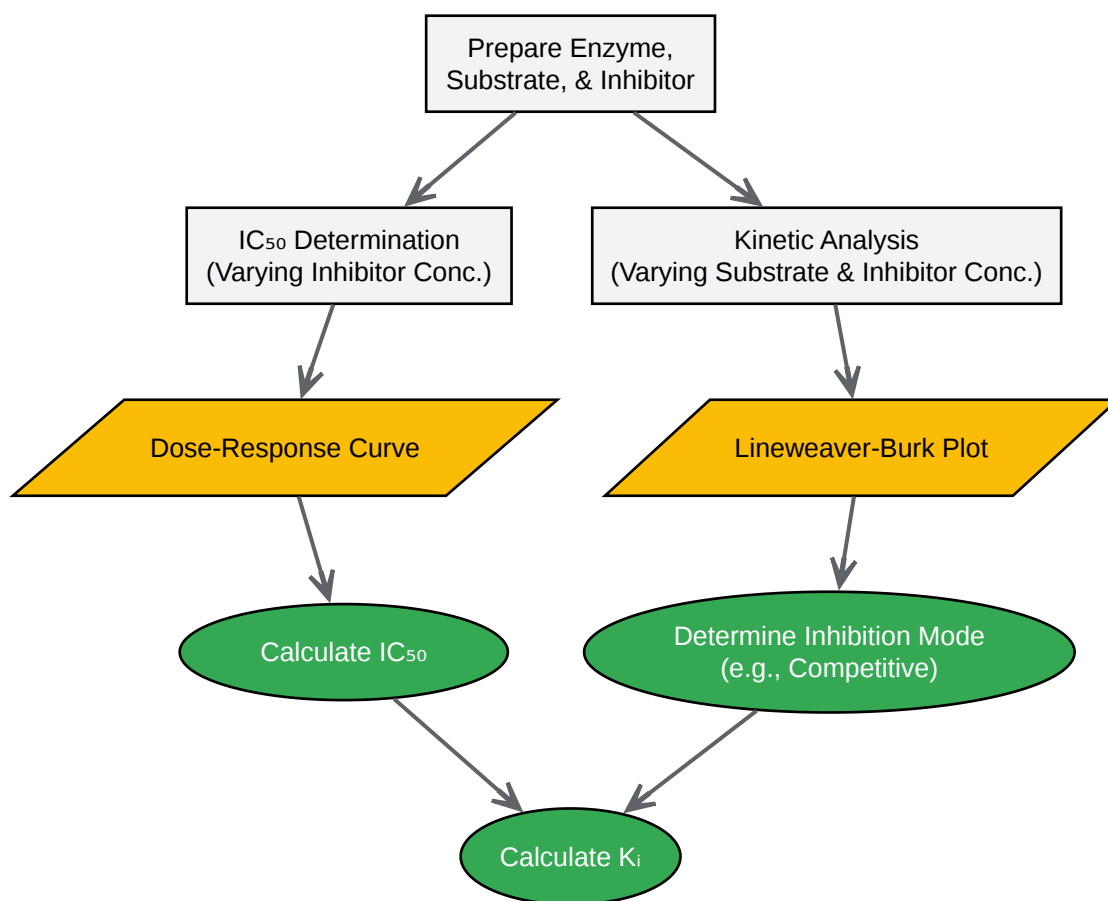 Prepare Enzyme,
Substrate, & Inhibitor
IC₅₀ Determination
(Varying Inhibitor Conc.)
Kinetic Analysis
(Varying Substrate & Inhibitor Conc.)
Dose-Response Curve
Lineweaver-Burk Plot
Calculate IC₅₀
Determine Inhibition Mode
(e.g., Competitive)
Calculate Kᵢ